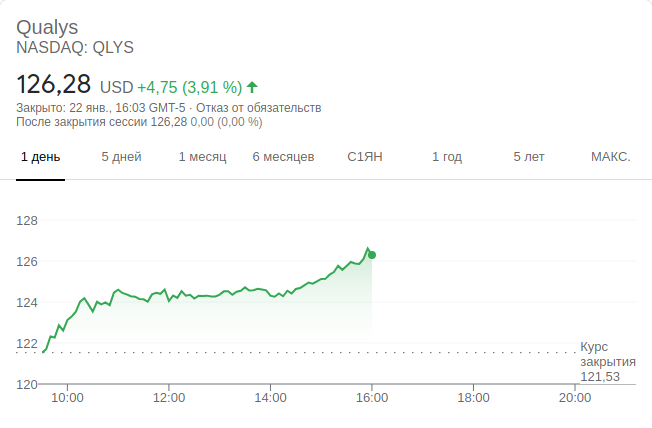 Qualys
NASDAQ: QLYS
126,28 USD +4,75 (3,91 %)
Закрыто: 22 янв., 16:03 GMT-5 · Отказ от обязательств
После закрытия сессии 126,28 0,00 (0,00 %)
1 день 5 дней 1 месяц 6 месяцев С1ЯН 1 год 5 лет МАКС.
128
126
124
122
Курс
закрытия
121,53
120
10:00 12:00 14:00 16:00 18:00 20:00